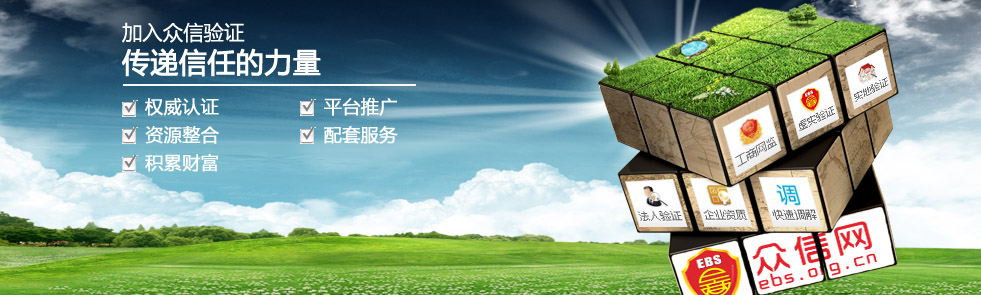 加入众信验证
传递信任的力量
权威认证 平台推广
资源整合 配套服务
积累财富
工商网监 虚实验证 实地验证
法人验证 企业资质 调 快速调解
EBS 众信网
ebs.org.cn